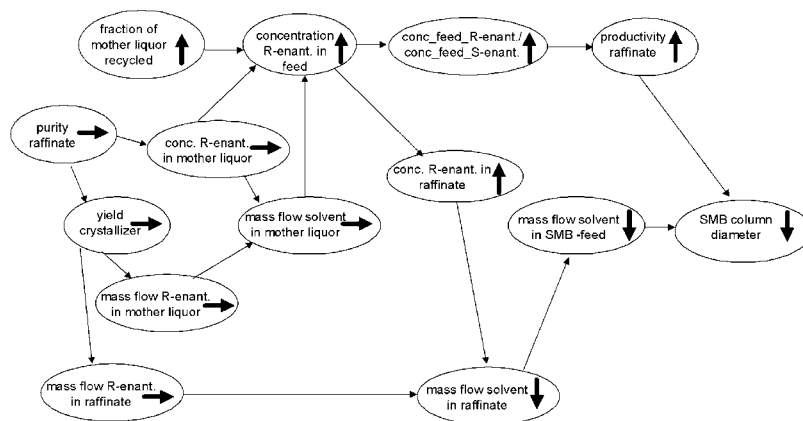 fraction of
mother liquor
recycled
concentration
R-enant. in
feed
conc_feed_R-enant./
conc_feed_S-enant.
productivity
raffinate
purity
raffinate
conc. R-enant.
in mother liquor
conc. R-enant. in
raffinate
yield
crystallizer
mass flow solvent
in mother liquor
mass flow solvent
in SMB -feed
SMB column
diameter
mass flow R-enant.
in mother liquor
mass flow R-enant.
in raffinate
mass flow solvent
in raffinate